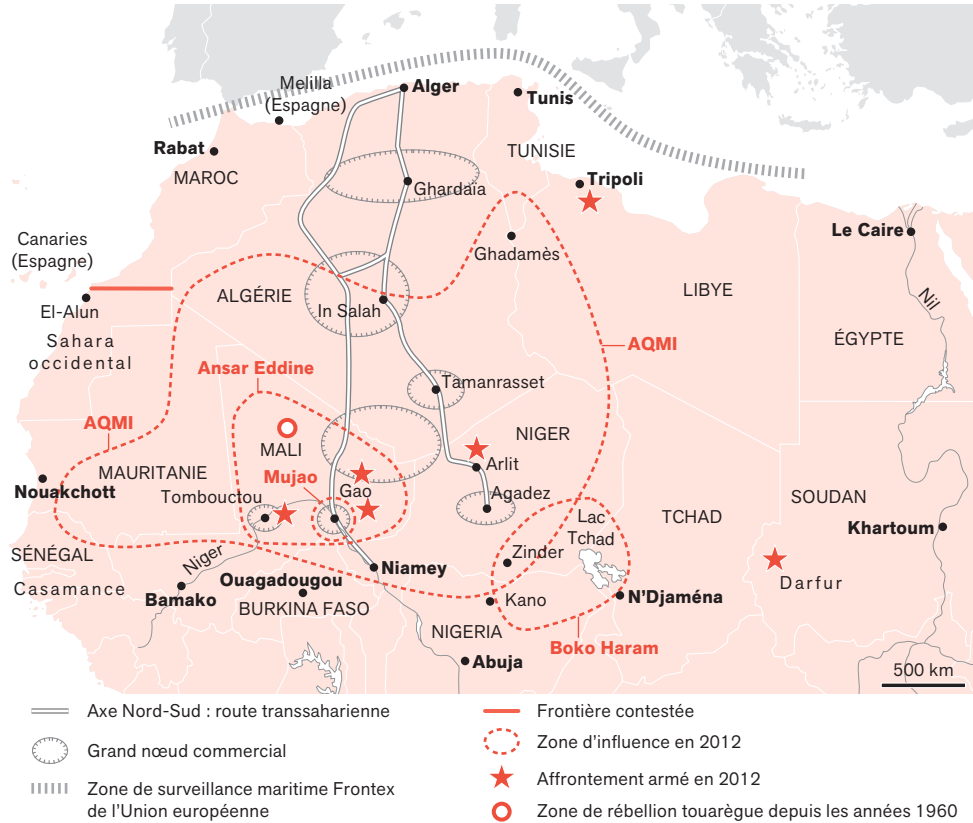 Melilla
(Espagne)
Alger
Tunis
Rabat
MAROC
TUNISIE
Ghardaïa
Tripoli
Canaries
(Espagne)
Ghadamès
Le Caire
El-Alun
ALGÉRIE
In Salah
LIBYE
Nil
Sahara
occidental
ÉGYPTE
Ansar Eddine
AQMI
Tamanrasset
AQMI
MALI
NIGER
MAURITANIE
Mujao
Arlit
Nouakchott
Tombouctou
Gao
Agadez
SOUDAN
Lac
Tchad
TCHAD
Khartoum
SÉNÉGAL
Niger
Zinder
Casamance
Ouagadougou
Niamey
Darfur
Bamako
BURKINA FASO
Kano
N'Djaména
NIGERIA
Boko Haram
Abuja
500 km
Axe Nord-Sud : route transsaharienne
Grand nœud commercial
Zone de surveillance maritime Frontex
de l'Union européenne
Frontière contestée
Zone d'influence en 2012
Affrontement armé en 2012
Zone de rébellion touarègue depuis les années 1960